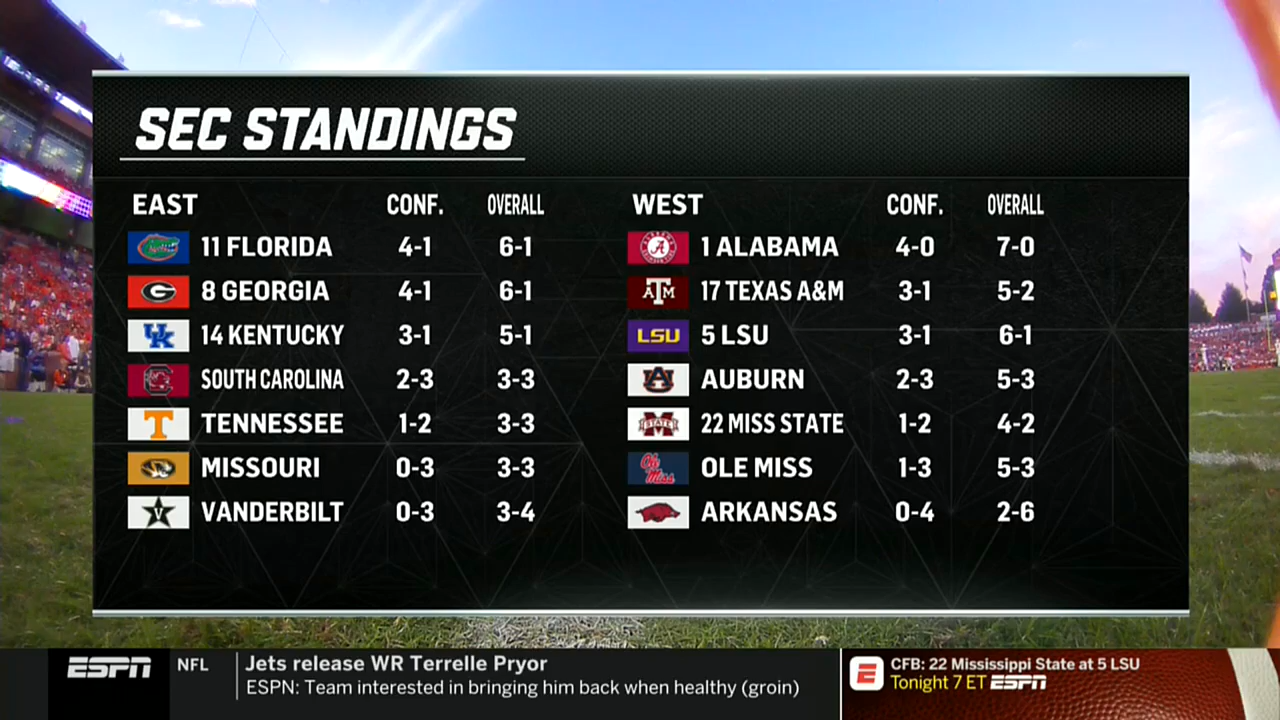 SEC STANDINGS
EAST CONF. OVERALL
11 FLORIDA 4-1 6-1
8 GEORGIA 4-1 6-1
14 KENTUCKY 3-1 5-1
SOUTH CAROLINA 2-3 3-3
TENNESSEE 1-2 3-3
MISSOURI 0-3 3-3
VANDERBILT 0-3 3-4
WEST CONF. OVERALL
1 ALABAMA 4-0 7-0
17 TEXAS A&M 3-1 5-2
LSU 5 LSU 3-1 6-1
AUBURN 2-3 5-3
STATE 22 MISS STATE 1-2 4-2
Ole Miss OLE MISS 1-3 5-3
ARKANSAS 0-4 2-6
ESPN NFL
Jets release WR Terrelle Pryor
ESPN: Team interested in bringing him back when healthy (groin)
CFB: 22 Mississippi State at 5 LSU
Tonight 7 ET ESPN